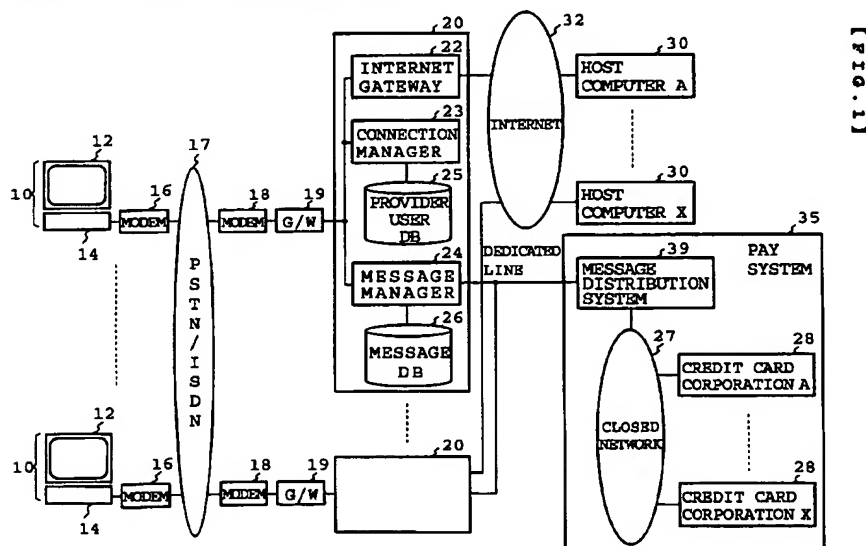 [FIG.1]
20
32
22
INTERNET
GATEWAY
30
HOST
COMPUTER A
23
CONNECTION
MANAGER
INTERNET
12
17
10
16
18
19
25
MODEM
MODEM
G/W
PROVIDER
USER
DB
30
HOST
COMPUTER X
14
24
DEDICATED
LINE
35
PAY
SYSTEM
39
MESSAGE
MANAGER
MESSAGE
DISTRIBUTION
SYSTEM
PSTN/ISDN
26
MESSAGE
DB
27
28
CREDIT CARD
CORPORATION A
12
20
CLOSED
NETWORK
10
16
18
19
MODEM
MODEM
G/W
28
CREDIT CARD
CORPORATION X
14